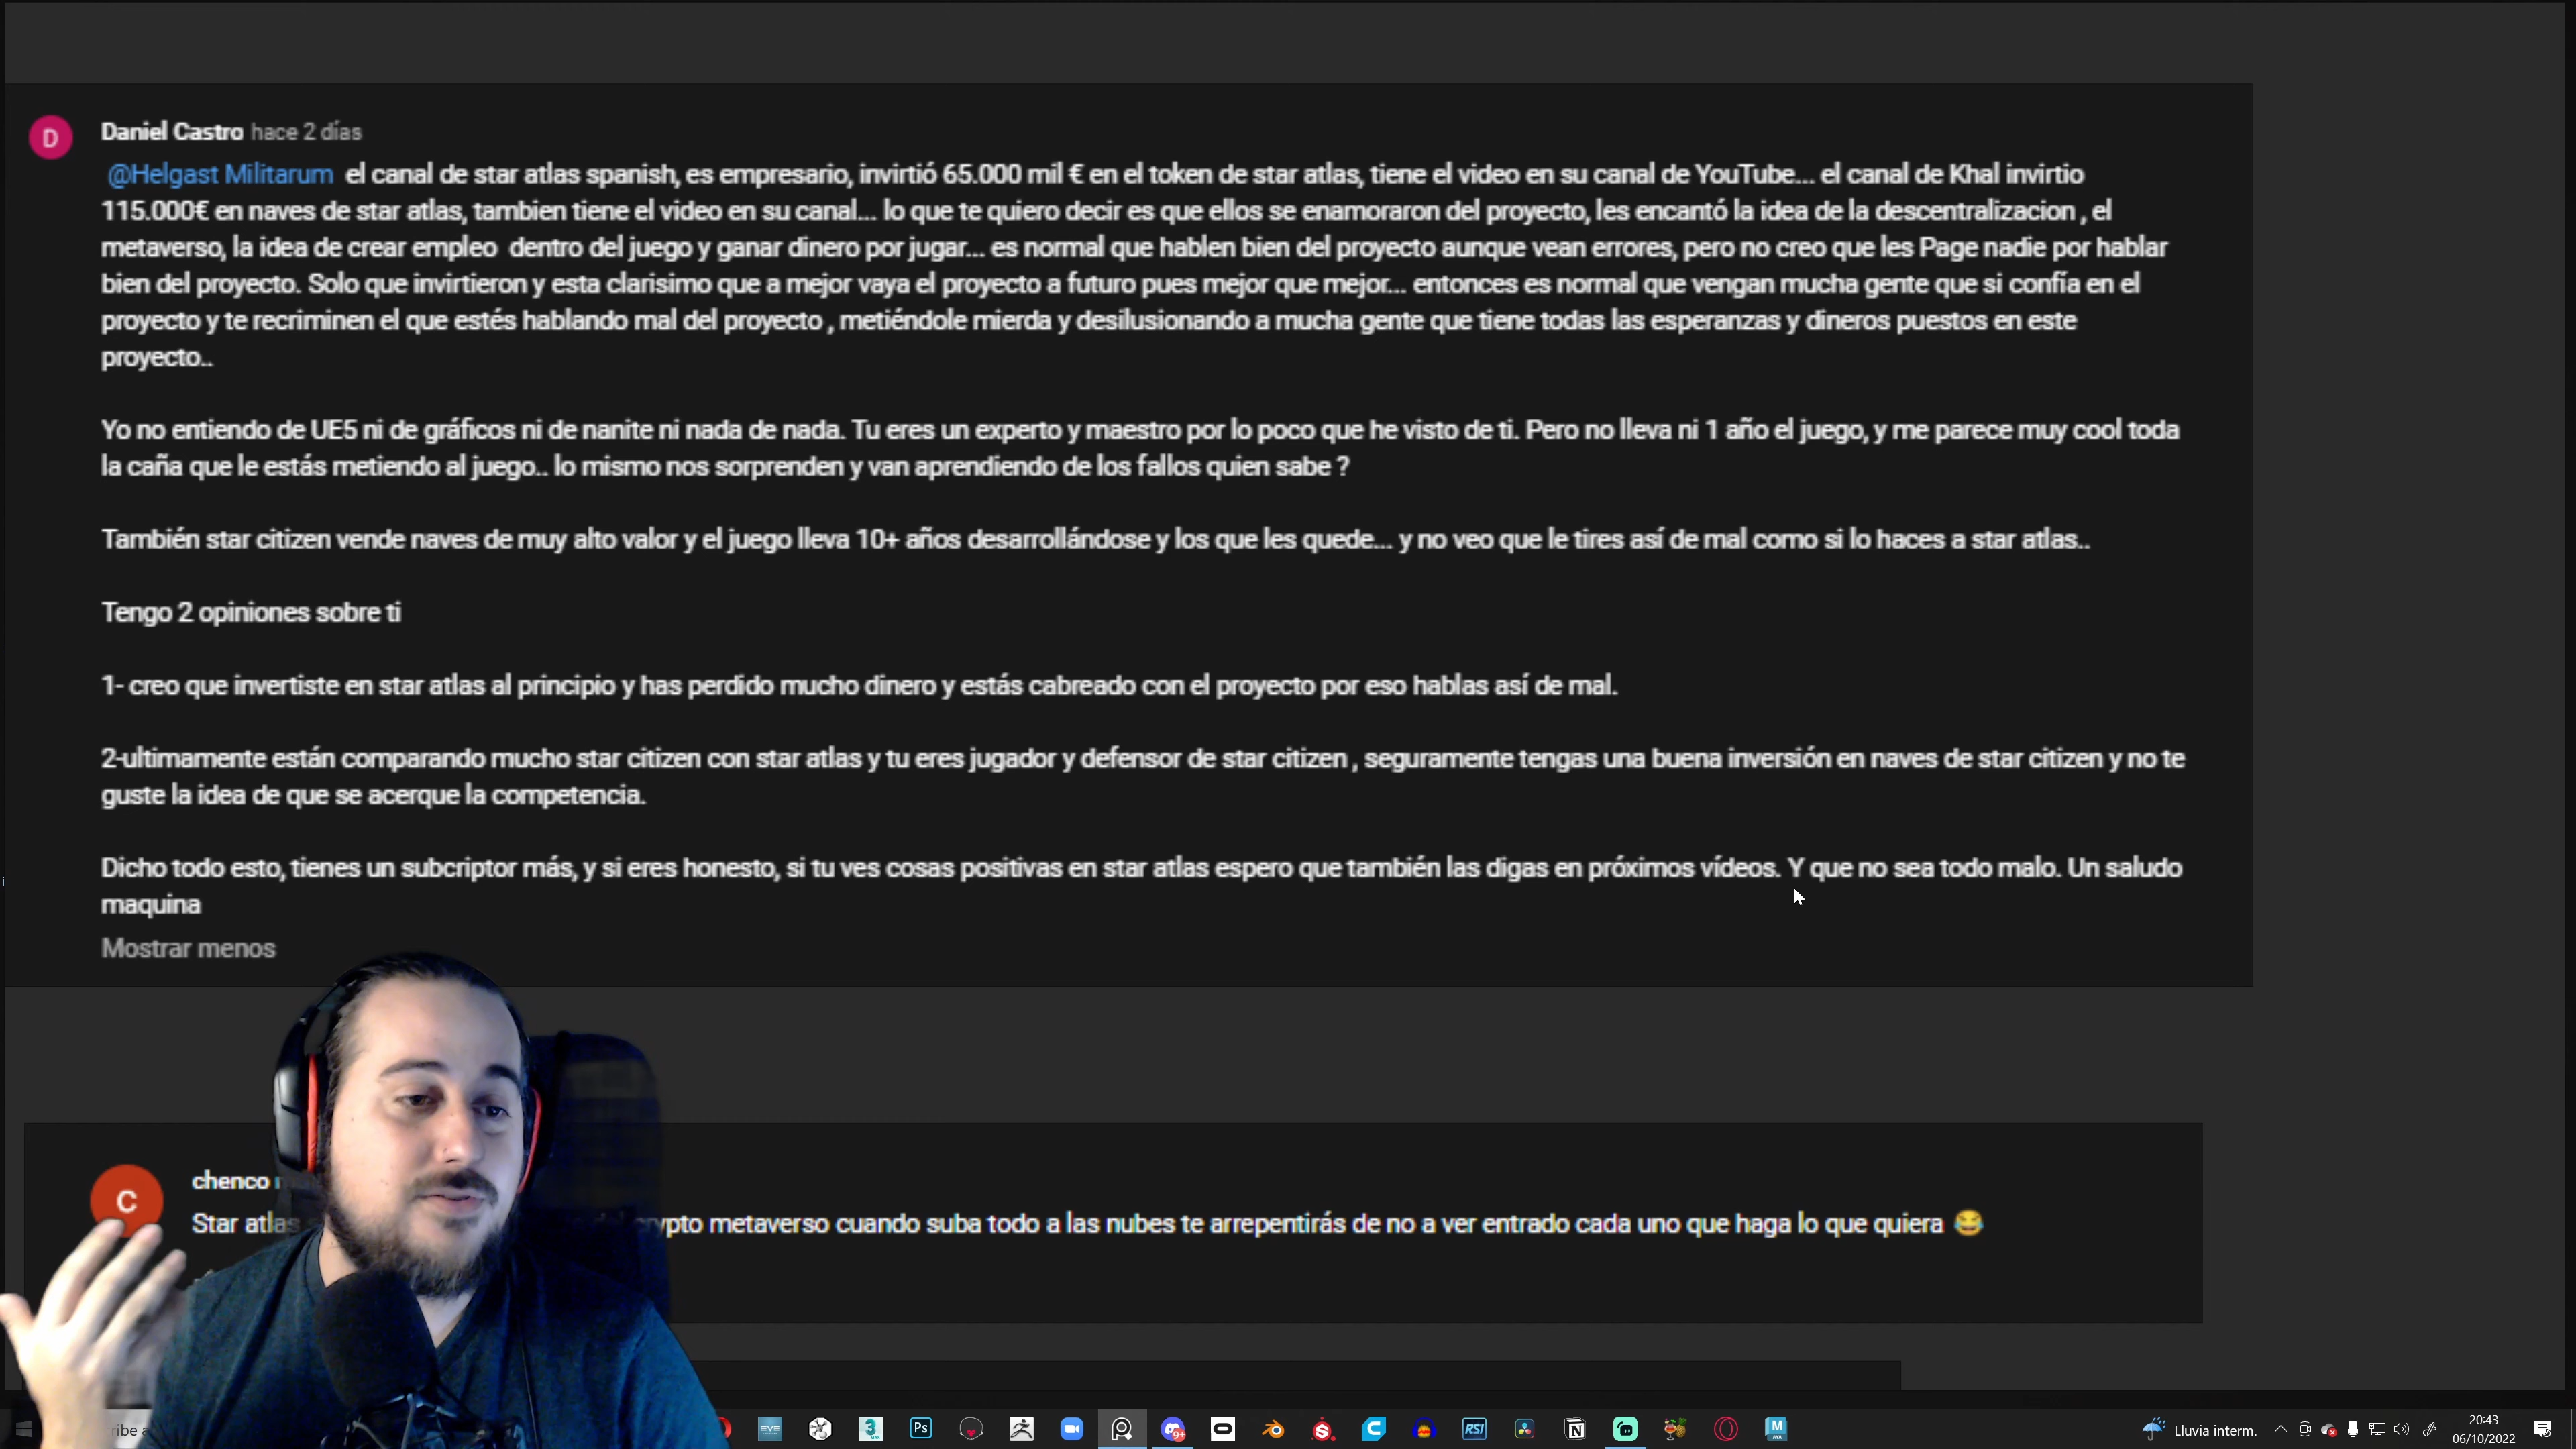 D
Daniel Castro hace 2 días
@Helgast Militarum el canal de star atlas spanish, es empresario, invirtió 65.000 mil € en el token de star atlas, tiene el video en su canal de YouTube... el canal de Khal invirtio
115.000€ en naves de star atlas, tambien tiene el video en su canal... lo que te quiero decir es que ellos se enamoraron del proyecto, les encantó la idea de la descentralizacion , el
metaverso, la idea de crear empleo dentro del juego y ganar dinero por jugar... es normal que hablen bien del proyecto aunque vean errores, pero no creo que les Page nadie por hablar
bien del proyecto. Solo que invirtieron y esta clarisimo que a mejor vaya el proyecto a futuro pues mejor que mejor... entonces es normal que vengan mucha gente que si confía en el
proyecto y te recriminen el que estés hablando mal del proyecto , metiéndole mierda y desilusionando a mucha gente que tiene todas las esperanzas y dineros puestos en este
proyecto..
Yo no entiendo de UE5 ni de gráficos ni de nanite ni nada de nada. Tu eres un experto y maestro por lo poco que he visto de ti. Pero no lleva ni 1 año el juego, y me parece muy cool toda
la caña que le estás metiendo al juego.. lo mismo nos sorprenden y van aprendiendo de los fallos quien sabe ?
También star citizen vende naves de muy alto valor y el juego lleva 10+ años desarrollándose y los que les quede... y no veo que le tires así de mal como si lo haces a star atlas..
Tengo 2 opiniones sobre ti
1- creo que invertiste en star atlas al principio y has perdido mucho dinero y estás cabreado con el proyecto por eso hablas así de mal.
2-ultimamente están comparando mucho star citizen con star atlas y tu eres jugador y defensor de star citizen , seguramente tengas una buena inversión en naves de star citizen y no te
guste la idea de que se acerque la competencia.
Dicho todo esto, tienes un subcriptor más, y si eres honesto, si tu ves cosas positivas en star atlas espero que también las digas en próximos vídeos. Y que no sea todo malo. Un saludo
maquina
Mostrar menos
C
chenco
Star atlas crypto metaverso cuando suba todo a las nubes te arrepentirás de no a ver entrado cada uno que haga lo que quiera 😂
EVE
3
Ps
9+
RSI
M
Lluvia interm.
20:43
06/10/2022